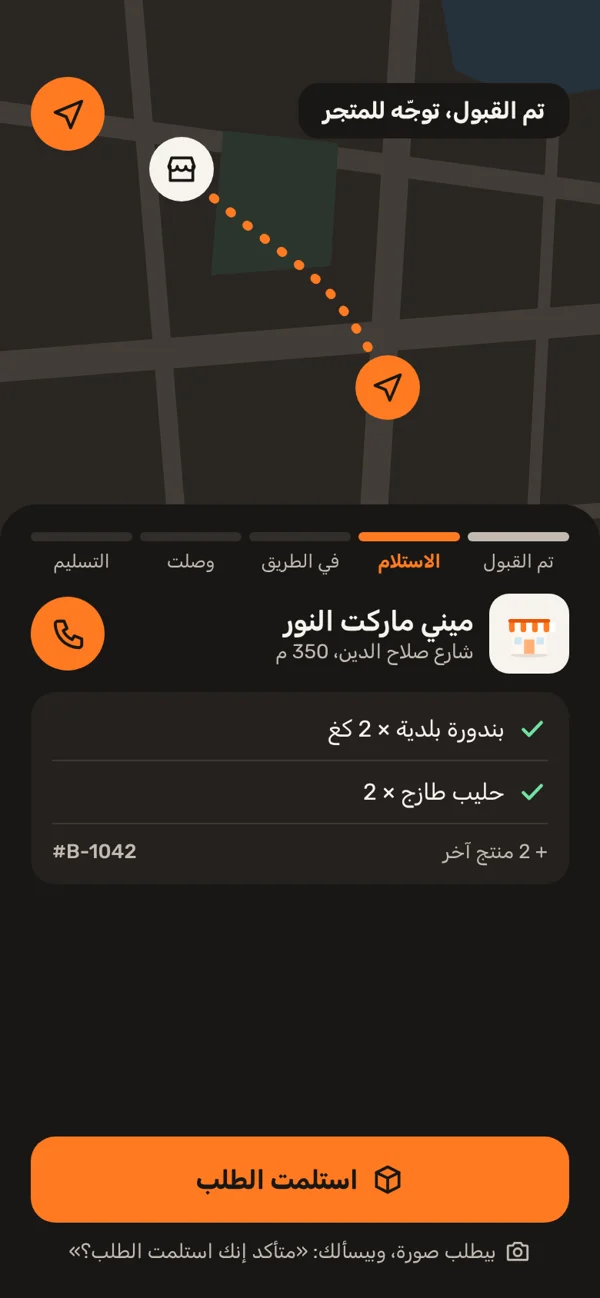 تم القبول، توجّه للمتجر
تم القبول
الاستلام
في الطريق
وصلت
التسليم
ميني ماركت النور
شارع صلاح الدين، 350 م
بندورة بلدية × 2 كغ
حليب طازج × 2
+ 2 منتج آخر
#B-1042
استلمت الطلب
بيطلب صورة، وبيسألك: «متأكد إنك استلمت الطلب؟»